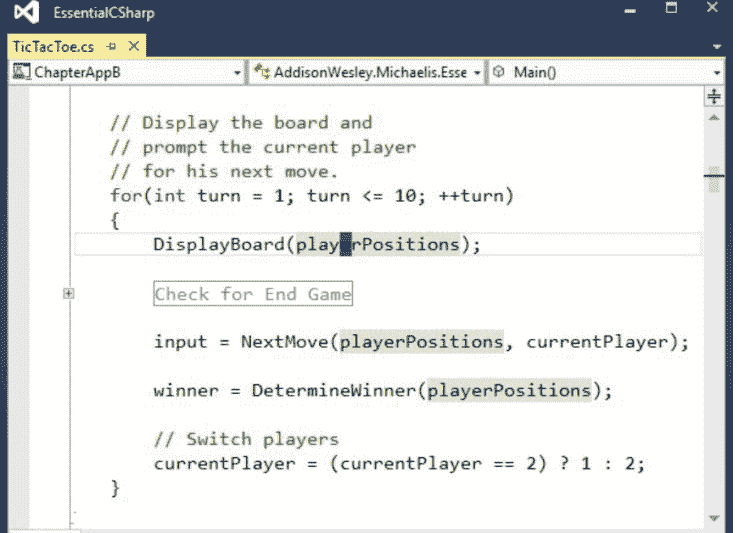 EssentialCSharp
TicTacToe.cs
ChapterAppB
AddisonWesley.Michaelis.Esse
Main()
// Display the board and
// prompt the current player
// for his next move.
for(int turn = 1; turn <= 10; ++turn)
{
DisplayBoard(playerPositions);
Check for End Game
input = NextMove(playerPositions, currentPlayer);
winner = DetermineWinner(playerPositions);
// Switch players
currentPlayer = (currentPlayer == 2) ? 1 : 2;
}